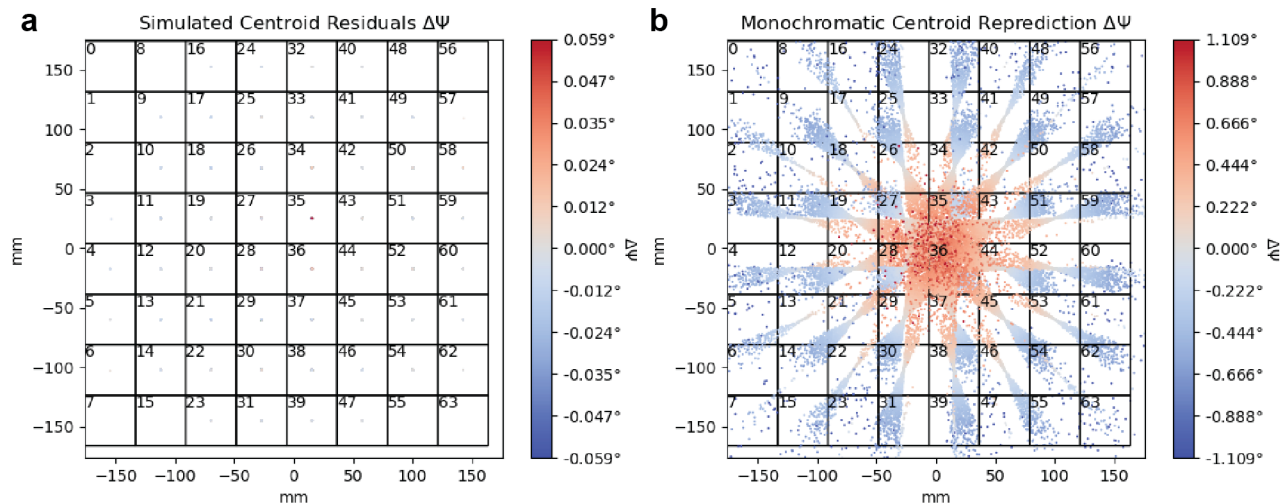 a
Simulated Centroid Residuals ΔΨ
0 8 16 24 32 40 48 56
1 9 17 25 33 41 49 57
2 10 18 26 34 42 50 58
3 11 19 27 35 43 51 59
4 12 20 28 36 44 52 60
5 13 21 29 37 45 53 61
6 14 22 30 38 46 54 62
7 15 23 31 39 47 55 63
150
100
50
0
−50
−100
−150
mm
−150 −100 −50 0 50 100 150
mm
0.059°
0.047°
0.035°
0.024°
0.012°
0.000°
-0.012°
-0.024°
-0.035°
-0.047°
-0.059°
ΔΨ
b
Monochromatic Centroid Reprediction ΔΨ
0 8 16 24 32 40 48 56
1 9 17 25 33 41 49 57
2 10 18 26 34 42 50 58
3 11 19 27 35 43 51 59
4 12 20 28 36 44 52 60
5 13 21 29 37 45 53 61
6 14 22 30 38 46 54 62
7 15 23 31 39 47 55 63
150
100
50
0
−50
−100
−150
mm
−150 −100 −50 0 50 100 150
mm
1.109°
0.888°
0.666°
0.444°
0.222°
0.000°
-0.222°
-0.444°
-0.666°
-0.888°
-1.109°
ΔΨ